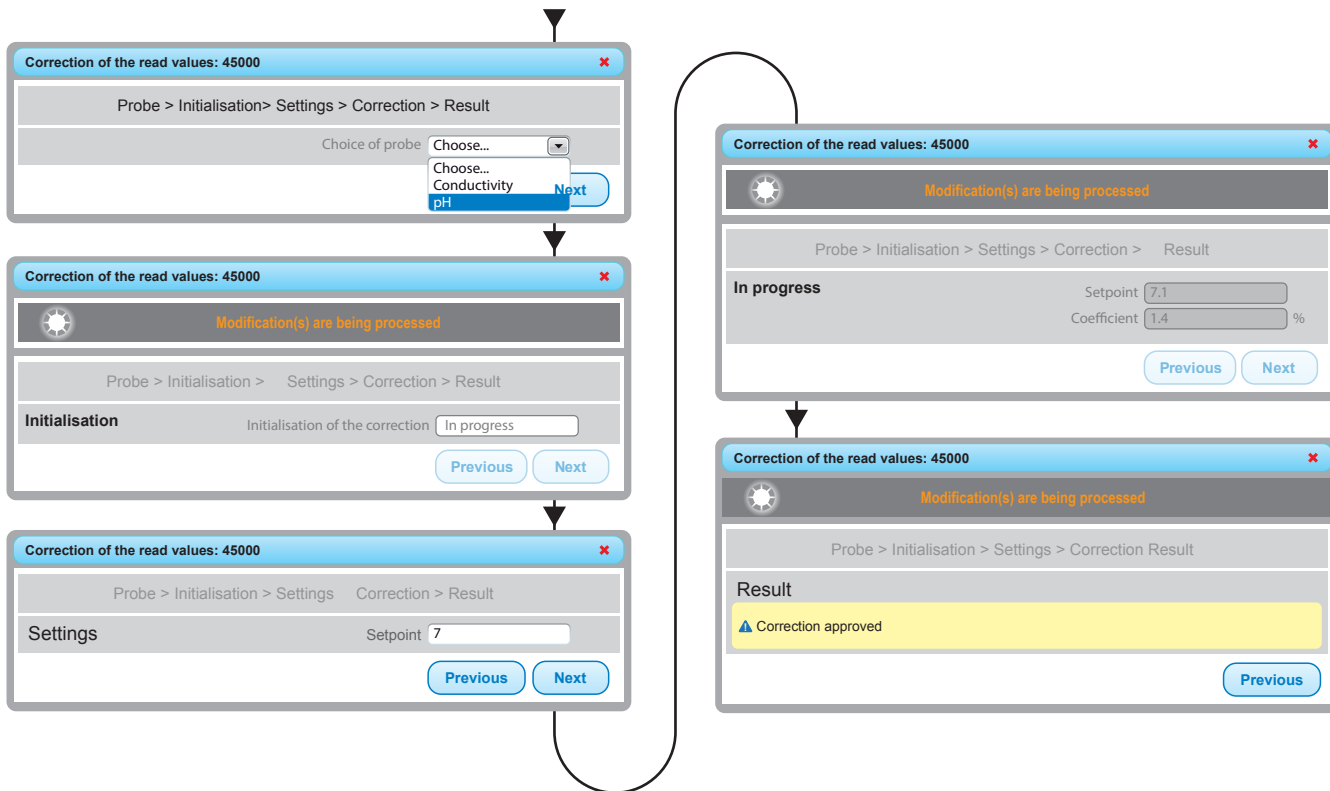 Correction of the read values: 45000
Probe > Initialisation> Settings > Correction > Result
Choice of probe Choose...
Choose...
Conductivity
pH
Next
Correction of the read values: 45000
Modification(s) are being processed
Probe > Initialisation > Settings > Correction > Result
Initialisation Initialisation of the correction In progress
Previous Next
Correction of the read values: 45000
Probe > Initialisation > Settings Correction > Result
Settings Setpoint 7
Previous Next
Correction of the read values: 45000
Modification(s) are being processed
Probe > Initialisation > Settings > Correction > Result
In progress Setpoint 7.1
Coefficient 1.4 %
Previous Next
Correction of the read values: 45000
Modification(s) are being processed
Probe > Initialisation > Settings > Correction Result
Result
Correction approved
Previous